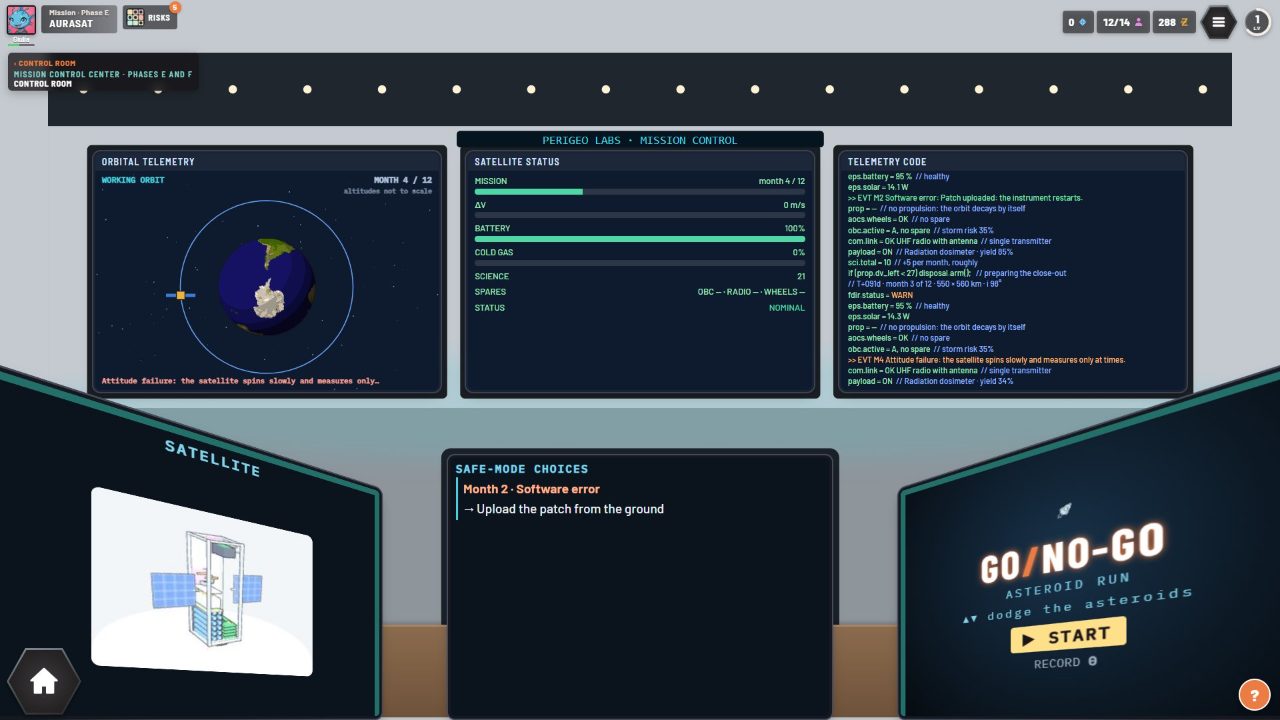 Mission · Phase E
AURASAT
RISKS
5
0
12/14
288
1
LV
Giulia
‹ CONTROL ROOM
MISSION CONTROL CENTER · PHASES E AND F
CONTROL ROOM
PERIGEO LABS · MISSION CONTROL
ORBITAL TELEMETRY
WORKING ORBIT
MONTH 4 / 12
altitudes not to scale
Attitude failure: the satellite spins slowly and measures only…
SATELLITE STATUS
MISSION
month 4 / 12
ΔV
0 m/s
BATTERY
100%
COLD GAS
0%
SCIENCE
21
SPARES
OBC — · RADIO — · WHEELS —
STATUS
NOMINAL
TELEMETRY CODE
eps.battery = 95 % // healthy
eps.solar = 14.1 W
>> EVT M2 Software error: Patch uploaded: the instrument restarts.
prop = — // no propulsion: the orbit decays by itself
aocs.wheels = OK // no spare
obc.active = A, no spare // storm risk 35%
com.link = OK UHF radio with antenna // single transmitter
payload = ON // Radiation dosimeter · yield 85%
sci.total = 10 // +5 per month, roughly
if (prop.dv_left < 27) disposal.arm(); // preparing the close-out
// T+091d · month 3 of 12 · 550 × 560 km · i 98°
fdir.status = WARN
eps.battery = 95 % // healthy
eps.solar = 14.3 W
prop = — // no propulsion: the orbit decays by itself
aocs.wheels = OK // no spare
obc.active = A, no spare // storm risk 35%
>> EVT M4 Attitude failure: the satellite spins slowly and measures only at times.
com.link = OK UHF radio with antenna // single transmitter
payload = ON // Radiation dosimeter · yield 34%
SATELLITE
SAFE-MODE CHOICES
Month 2 · Software error
→ Upload the patch from the ground
GO/NO-GO
ASTEROID RUN
▲▼ dodge the asteroids
▶ START
RECORD 0
?